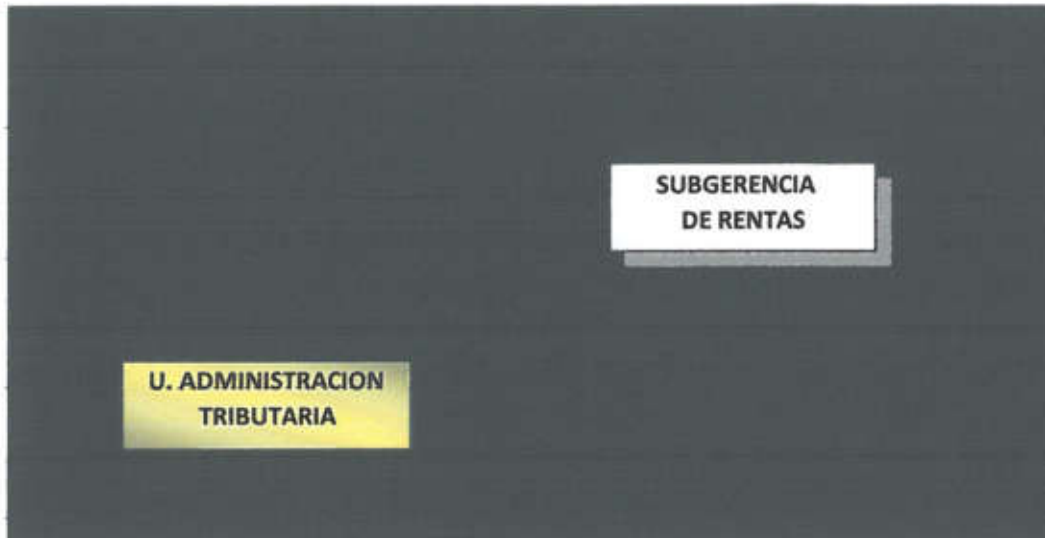 SUBGERENCIA
DE RENTAS
U. ADMINISTRACION
TRIBUTARIA